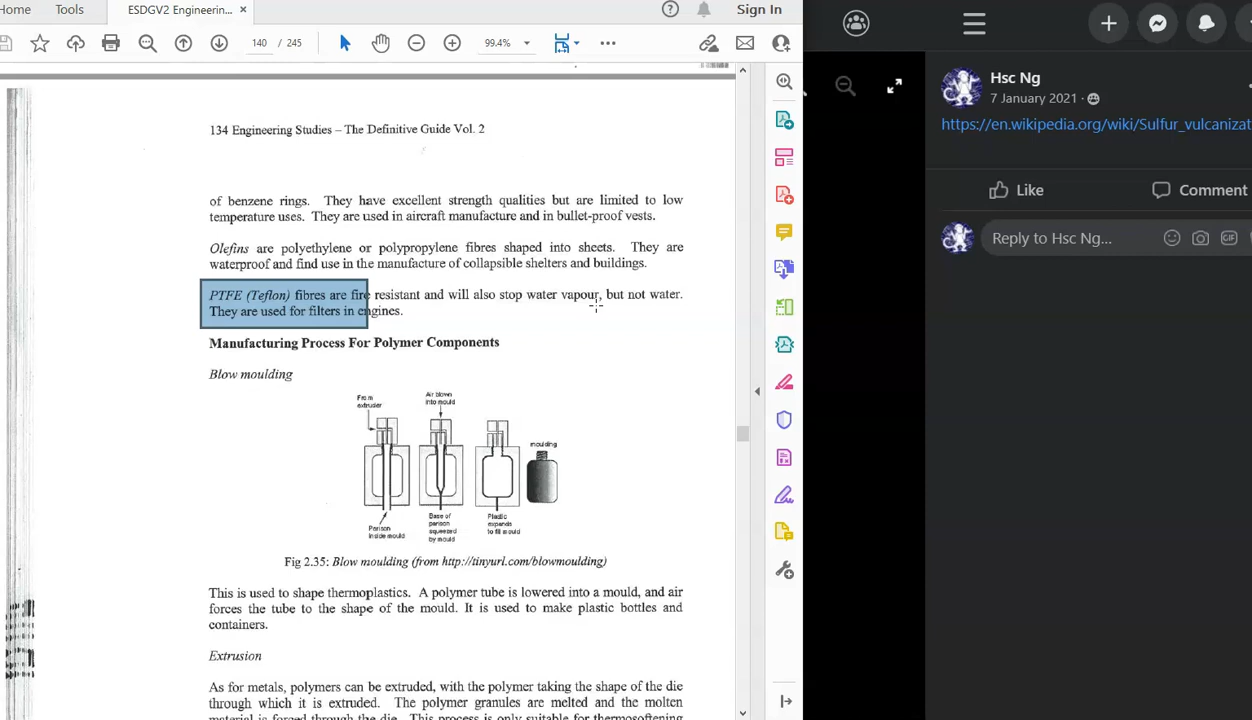 Home
Tools
ESDGV2 Engineerin...
Sign In
140 / 245
99.4%
134 Engineering Studies – The Definitive Guide Vol. 2
of benzene rings. They have excellent strength qualities but are limited to low
temperature uses. They are used in aircraft manufacture and in bullet-proof vests.
Olefins are polyethylene or polypropylene fibres shaped into sheets. They are
waterproof and find use in the manufacture of collapsible shelters and buildings.
PTFE (Teflon) fibres are fire resistant and will also stop water vapour, but not water.
They are used for filters in engines.
Manufacturing Process For Polymer Components
Blow moulding
From
extruder
Air blown
into mould
moulding
Parison
inside mould
Base of
parison
squeezed
by mould
Plastic
expands
to fill mould
Fig 2.35: Blow moulding (from http://tinyurl.com/blowmoulding)
This is used to shape thermoplastics. A polymer tube is lowered into a mould, and air
forces the tube to the shape of the mould. It is used to make plastic bottles and
containers.
Extrusion
As for metals, polymers can be extruded, with the polymer taking the shape of the die
through which it is extruded. The polymer granules are melted and the molten
material is forced through the die. This process is only suitable for thermosoftening
Hsc Ng
7 January 2021
https://en.wikipedia.org/wiki/Sulfur_vulcanizat
Like
Comment
Reply to Hsc Ng...
GIF